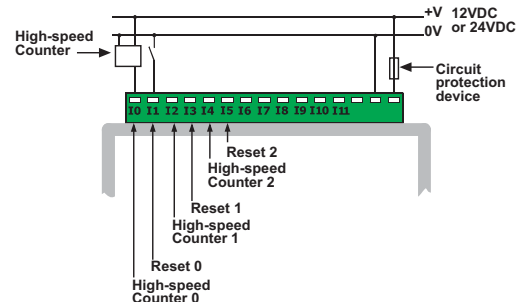 +V 12VDC
0V or 24VDC
High-speed
Counter
Circuit
protection
device
I0 I1 I2 I3 I4 I5 I6 I7 I8 I9 I10 I11
Reset 2
High-speed
Counter 2
Reset 1
High-speed
Counter 1
Reset 0
High-speed
Counter 0